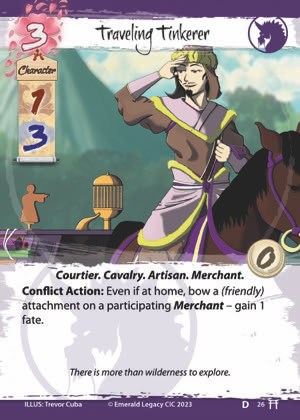 3
Traveling Tinkerer
Character
1
3
0
Courtier. Cavalry. Artisan. Merchant.
Conflict Action: Even if at home, bow a (friendly)
attachment on a participating Merchant – gain 1
fate.
There is more than wilderness to explore.
ILLUS: Trevor Cuba © Emerald Legacy CIC 2023 D 26